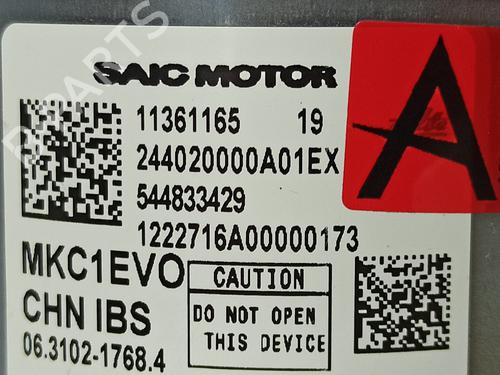 SAIC MOTOR
11361165 19
244020000A01EX
544833429
1222716A00000173
MKC1EVO
CHN IBS
06.3102-1768.4
CAUTION
DO NOT OPEN
THIS DEVICE
A